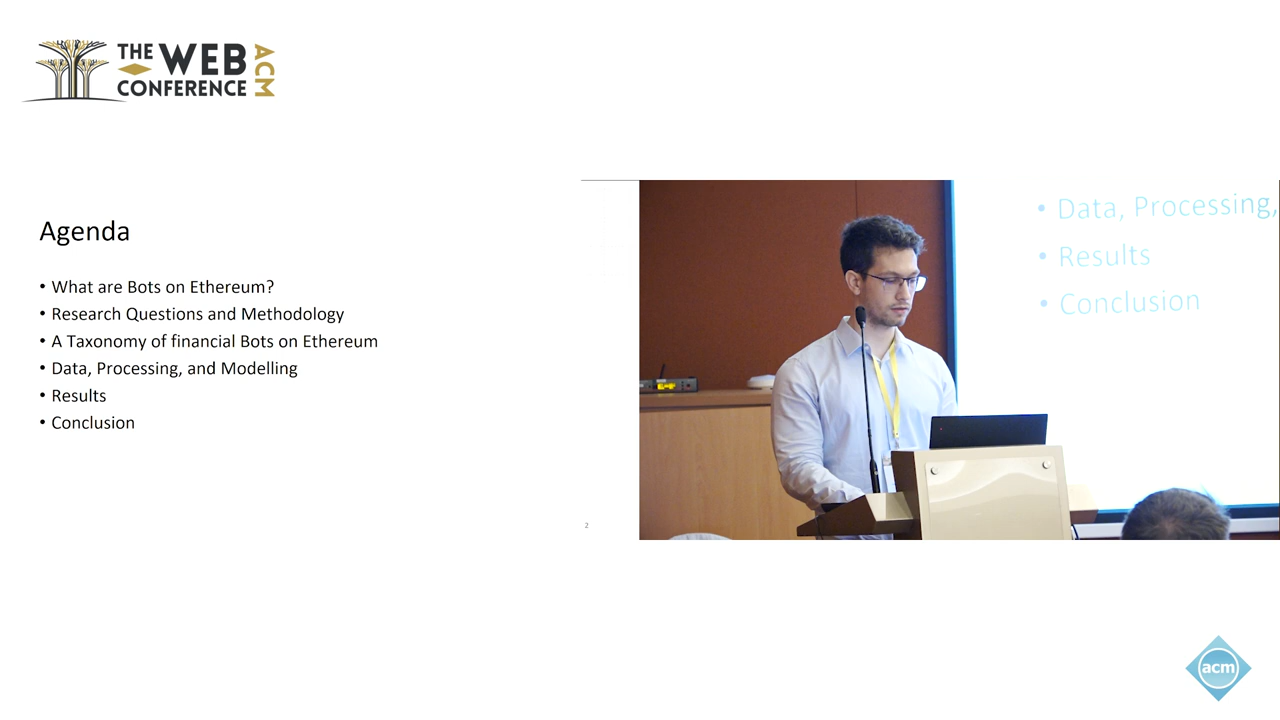 THE WEB
CONFERENCE
ACM
Agenda
• What are Bots on Ethereum?
• Research Questions and Methodology
• A Taxonomy of financial Bots on Ethereum
• Data, Processing, and Modelling
• Results
• Conclusion
2
• Data, Processing,
• Results
• Conclusion
acm